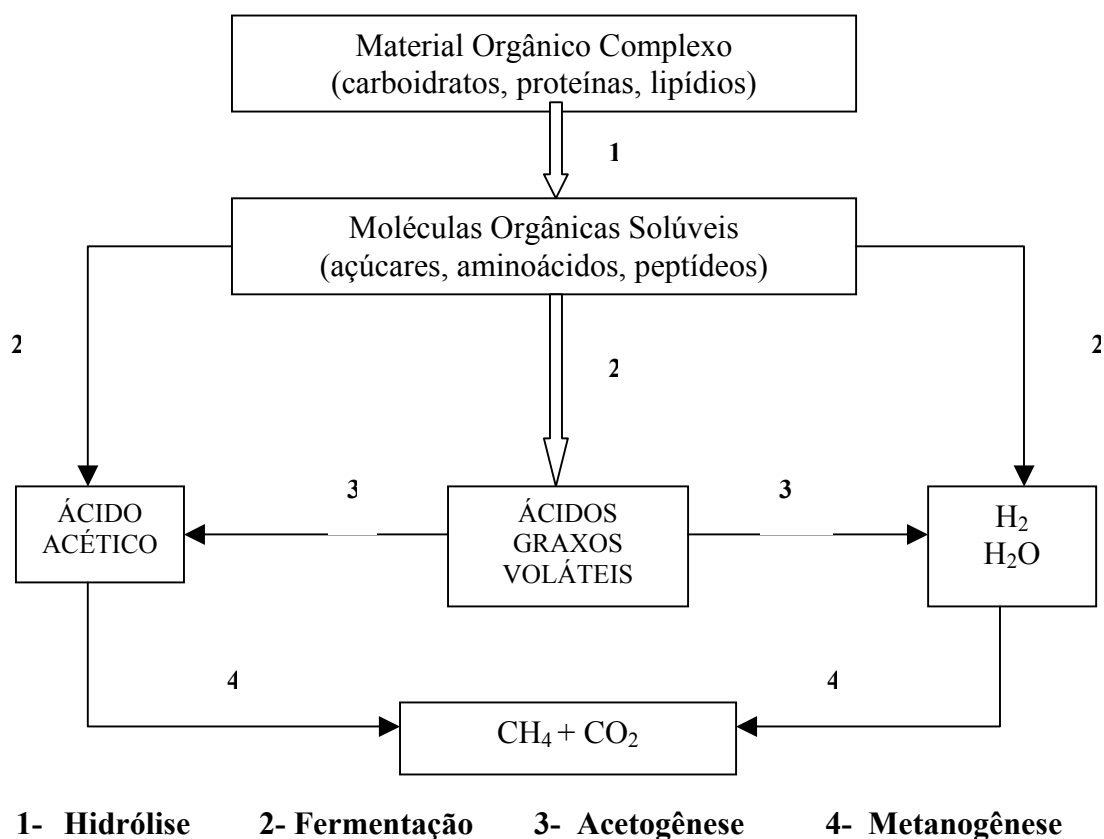 Material Orgânico Complexo
(carboidratos, proteínas, lipídios)
1
Moléculas Orgânicas Solúveis
(açúcares, aminoácidos, peptídeos)
2
2
2
3
3
ÁCIDO
ACÉTICO
ÁCIDOS
GRAXOS
VOLÁTEIS
H₂
H₂O
4
4
CH₄ + CO₂
1- Hidrólise 2- Fermentação 3- Acetogênese 4- Metanogênese